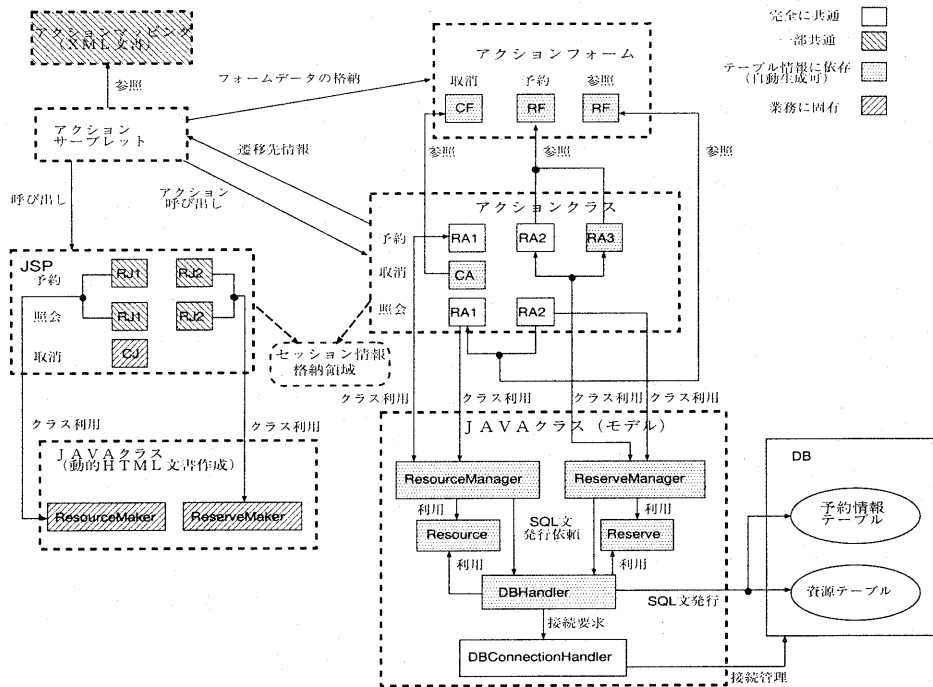 アクションマッピング
(XML文書)
参照
アクション
サーブレット
フォームデータの格納
遷移先情報
アクション
呼び出し
呼び出し
アクションフォーム
取消
予約
参照
CF
RF
RF
参照
参照
参照
完全に共通
一部共通
テーブル情報に依存
(自動生成可)
業務に固有
アクションクラス
予約
RA1
RA2
RA3
取消
CA
照会
RA1
RA2
JSP
予約
RJ1
RJ2
照会
RJ1
RJ2
取消
CJ
セッション情報
格納領域
クラス利用
クラス利用
クラス利用
クラス利用
クラス利用
クラス利用
JAVAクラス
(動的HTML文書作成)
ResourceMaker
ReserveMaker
JAVAクラス(モデル)
ResourceManager
ReserveManager
利用
SQL文
発行依頼
利用
Resource
Reserve
利用
利用
DBHandler
SQL文発行
接続要求
DBConnectionHandler
接続管理
DB
予約情報
テーブル
資源テーブル